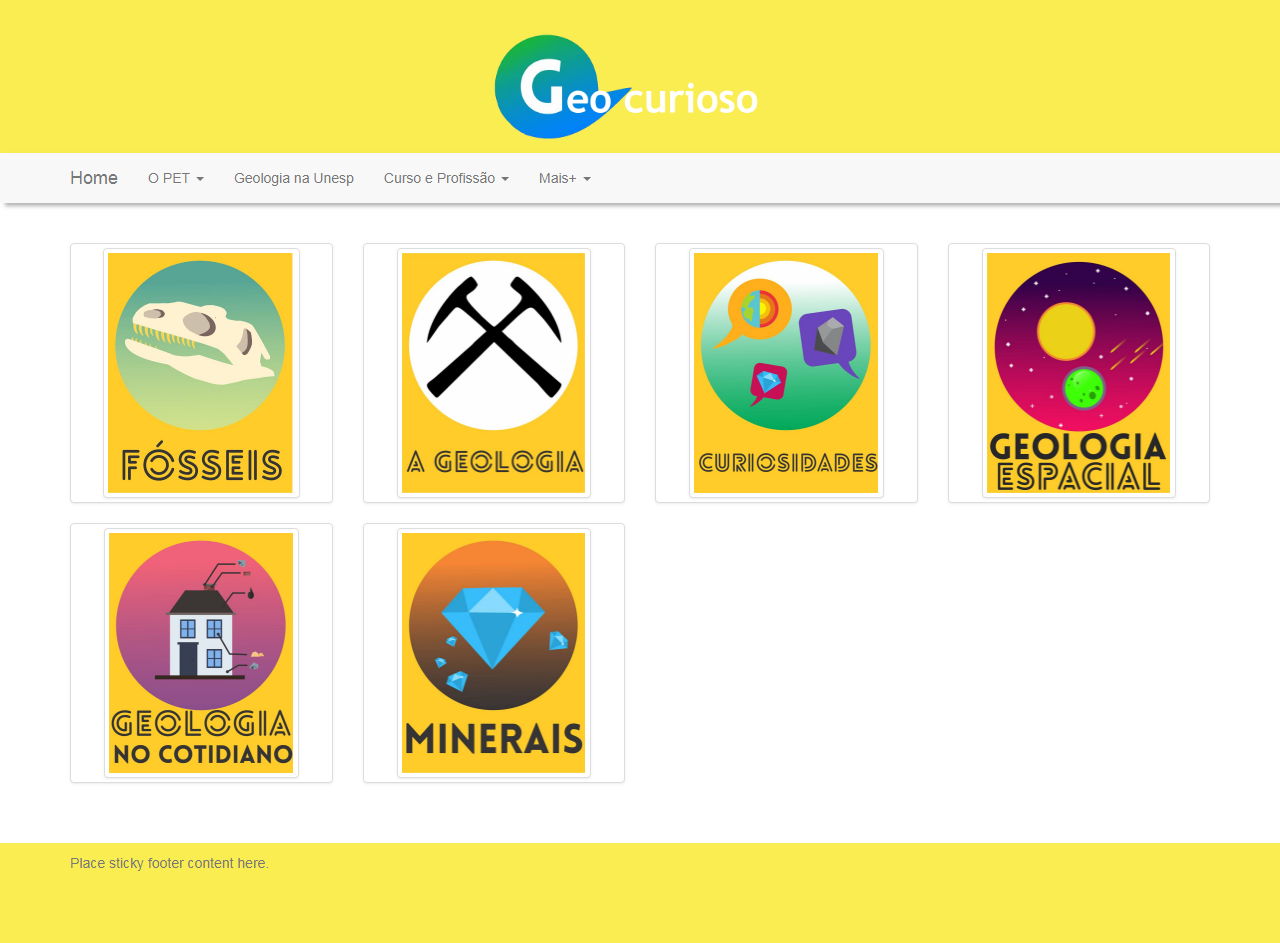 Geo curioso
Home O PET Geologia na Unesp Curso e Profissão Mais+
FÓSSEIS
A GEOLOGIA
CURIOSIDADES
GEOLOGIA
ESPACIAL
GEOLOGIA
NO COTIDIANO
MINERAIS
Place sticky footer content here.